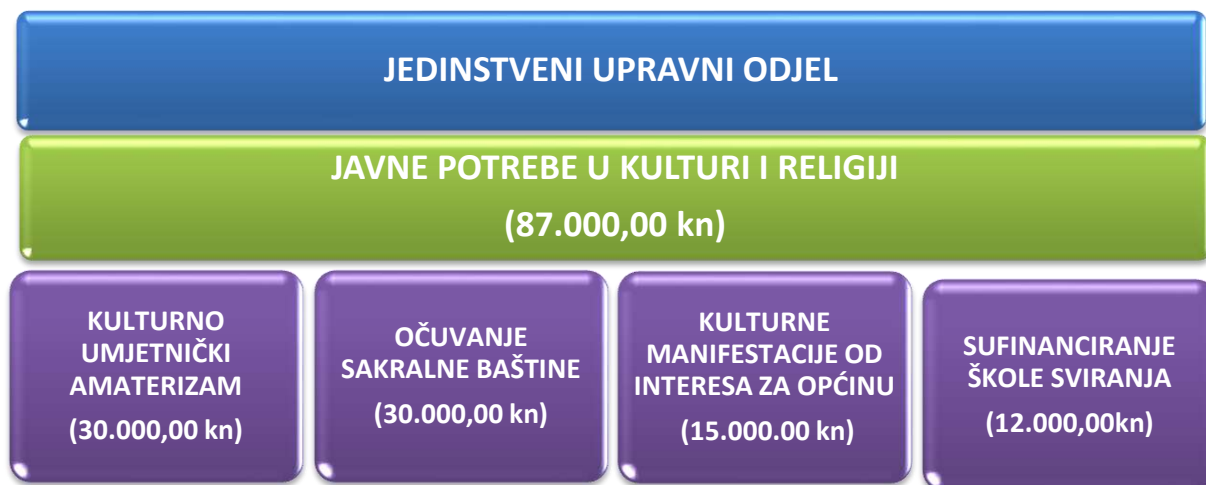 JEDINSTVENI UPRAVNI ODJEL
JAVNE POTREBE U KULTURI I RELIGIJI
(87.000,00 kn)
KULTURNO
UMJETNIČKI
AMATERIZAM
(30.000,00 kn)
OČUVANJE
SAKRALNE BAŠTINE
(30.000,00 kn)
KULTURNE
MANIFESTACIJE OD
INTERESA ZA OPĆINU
(15.000.00 kn)
SUFINANCIRANJE
ŠKOLE SVIRANJA
(12.000,00kn)